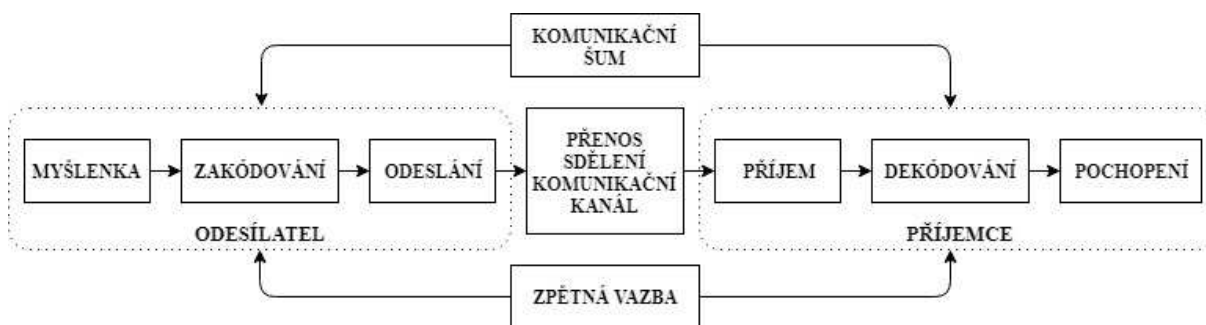 KOMUNIKAČNÍ
ŠUM
MYŠLENKA
ZAKÓDOVÁNÍ
ODESLÁNÍ
PŘENOS
SDĚLENÍ
KOMUNIKAČNÍ
KANÁL
PŘÍJEM
DEKÓDOVÁNÍ
POCHOPENÍ
ODESÍLATEL
PŘÍJEMCE
ZPĚTNÁ VAZBA